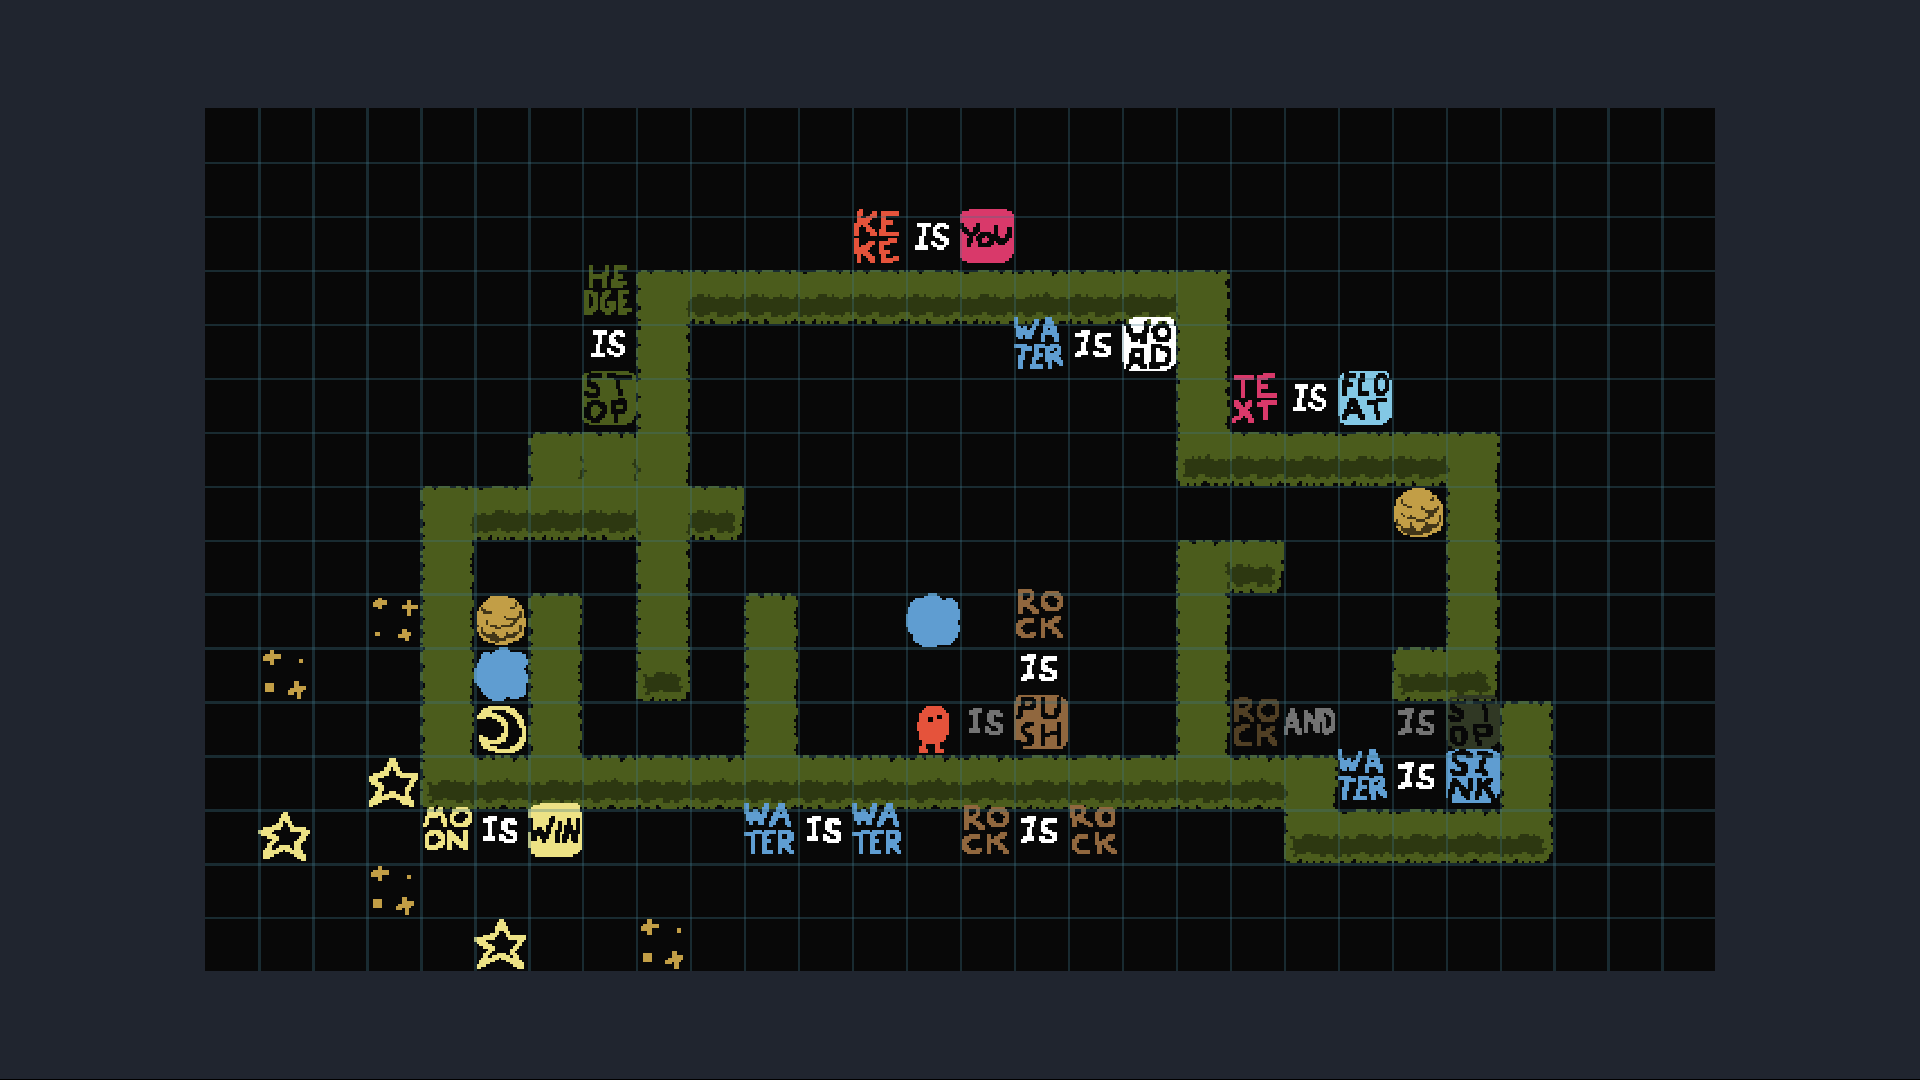 KEKE IS YOU
HEDGE
IS
STOP
WATER IS WORD
TEXT IS FLOAT
ROCK
IS
IS PUSH
ROCK AND IS STOP
WATER IS SINK
MOON IS WIN
WATER IS WATER
ROCK IS ROCK